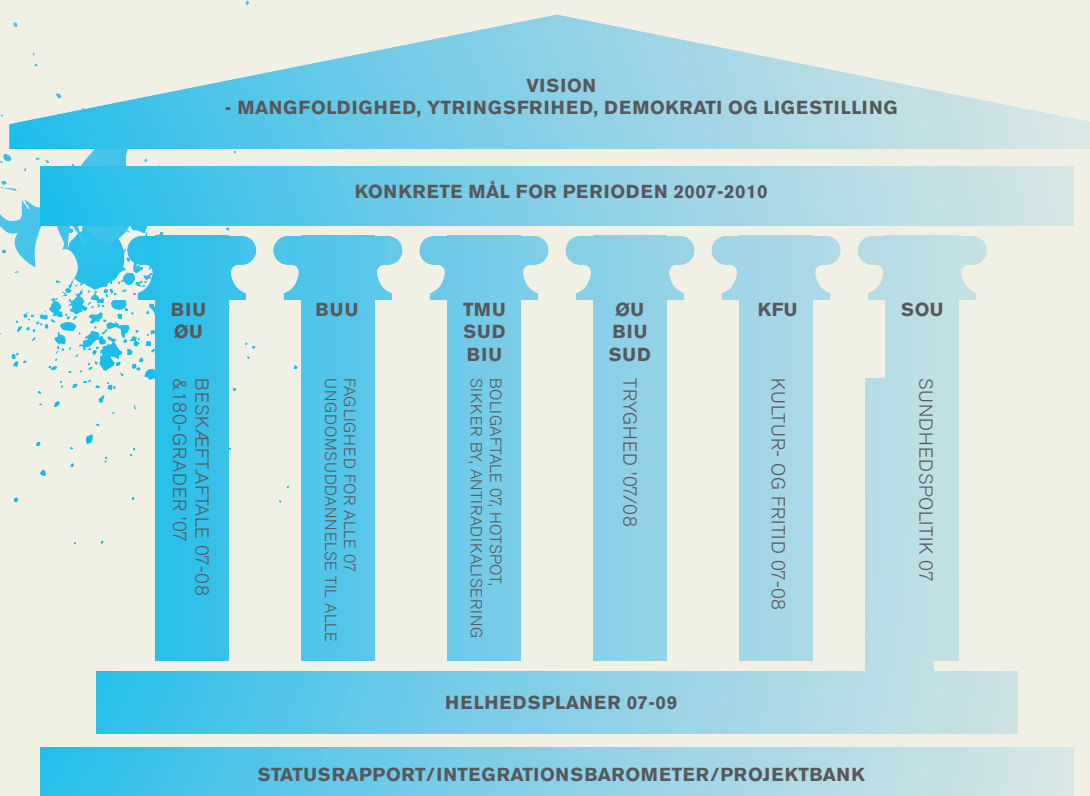 VISION
- MANGFOLDIGHED, YTRINGSFRIHED, DEMOKRATI OG LIGESTILLING
KONKRETE MÅL FOR PERIODEN 2007-2010
BIU
ØU
BESKÆFT.AFTALE 07-08
&180-GRADER '07
BUU
FAGLIGHED FOR ALLE 07
UNGDOMSUDDANNELSE TIL ALLE
TMU
SUD
BIU
BOLIGAFTALE 07, HOTSPOT,
SIKKER BY, ANTIRADIKALISERING
ØU
BIU
SUD
TRYGHED '07/08
KFU
KULTUR- OG FRITID 07-08
SOU
SUNDHEDSPOLITIK 07
HELHEDSPLANER 07-09
STATUSRAPPORT/INTEGRATIONSBAROMETER/PROJEKTBANK